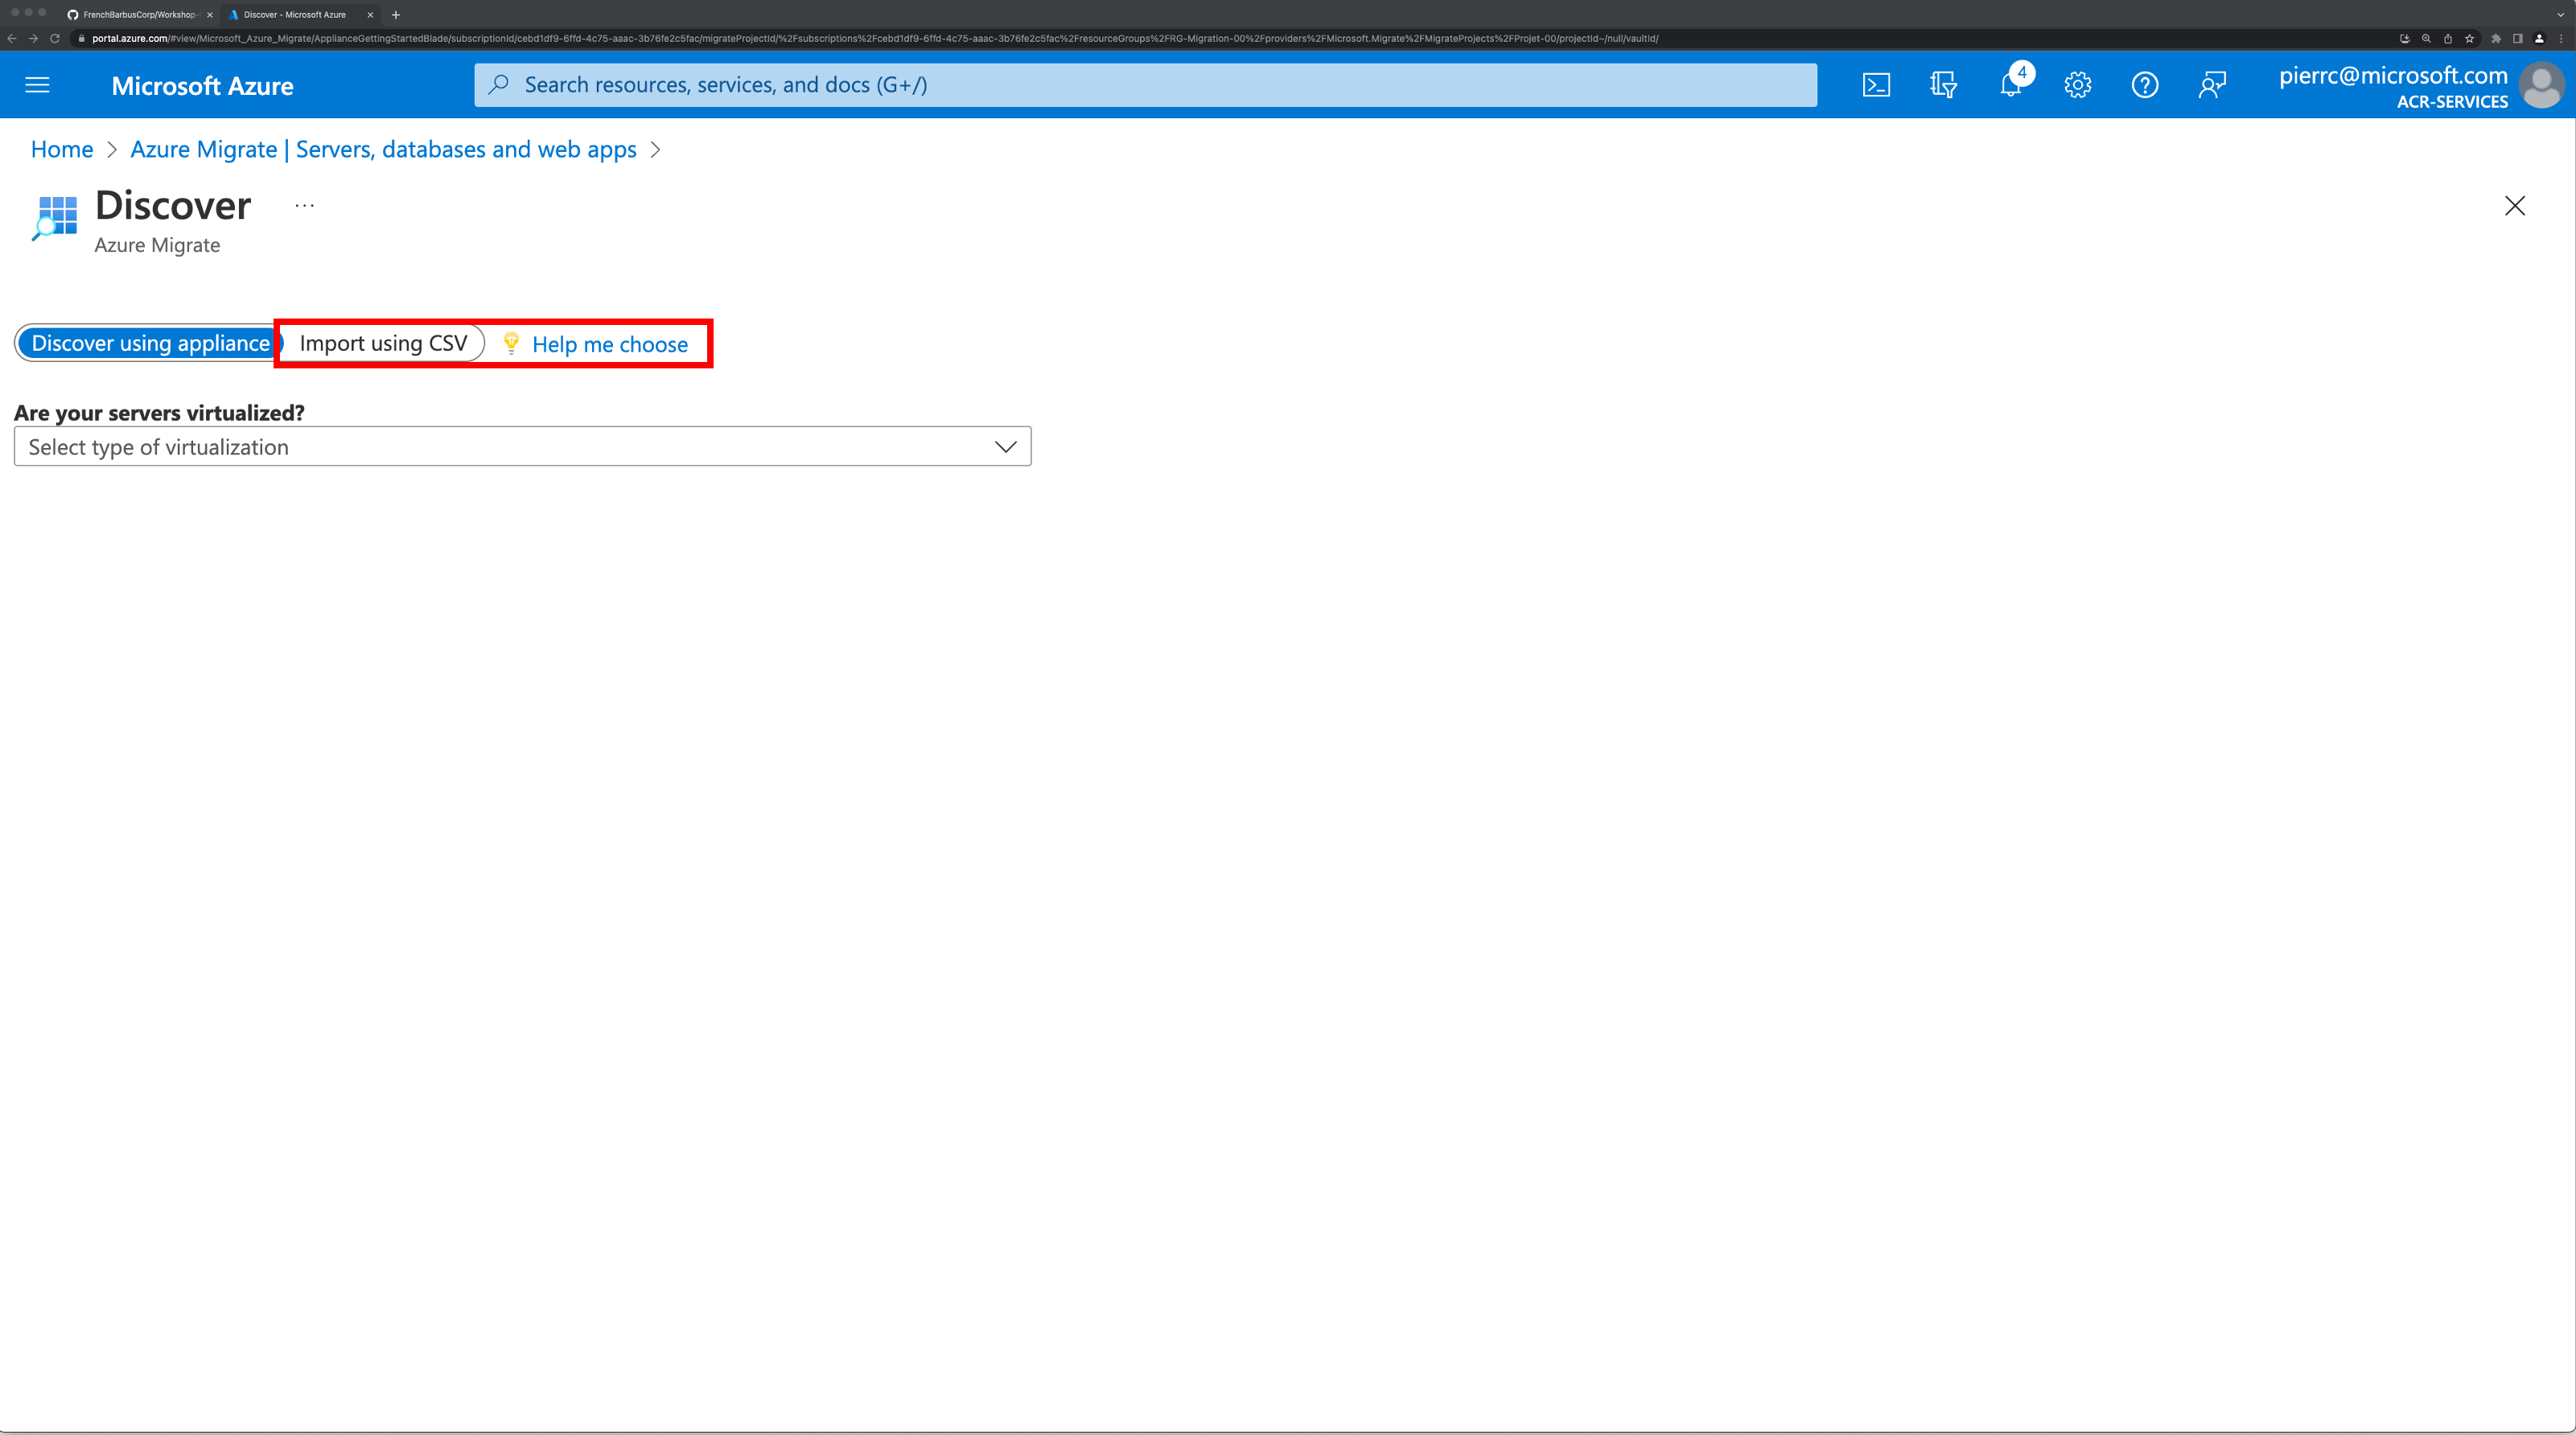 FrenchBarbusCorp/Workshop-
Discover - Microsoft Azure
portal.azure.com/#view/Microsoft_Azure_Migrate/ApplianceGettingStartedBlade/subscriptionId/cebd1df9-6ffd-4c75-aaac-3b76fe2c5fac/migrateProjectId/%2Fsubscriptions%2Fcebd1df9-6ffd-4c75-aaac-3b76fe2c5fac%2FresourceGroups%2FRG-Migration-00%2Fproviders%2FMicrosoft.Migrate%2FMigrateProjects%2FProjet-00/projectId~/null/vaultId/
Microsoft Azure
Search resources, services, and docs (G+/)
4
pierrc@microsoft.com
ACR-SERVICES
Home > Azure Migrate | Servers, databases and web apps >
Discover ...
Azure Migrate
Discover using appliance Import using CSV Help me choose
Are your servers virtualized?
Select type of virtualization